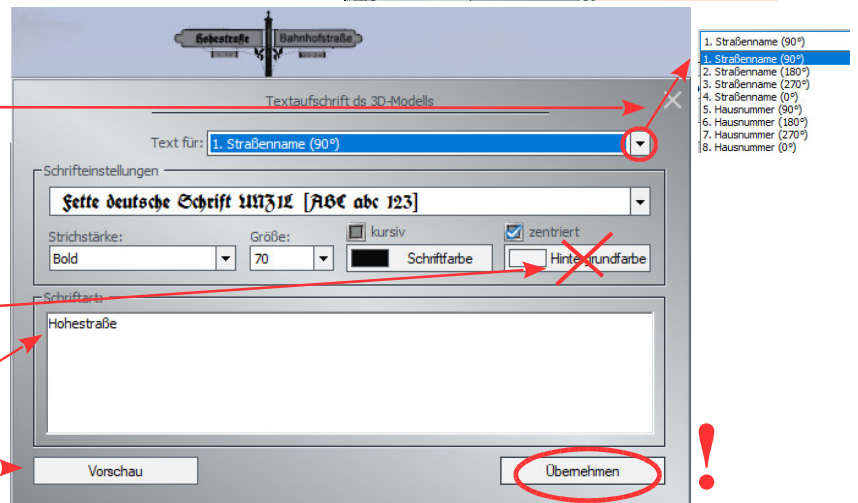 Hohestraße Bahnhofstraße
Textaufschrift ds 3D-Modells
Text für: 1. Straßenname (90°)
Schrifteinstellungen
Fette deutsche Schrift UNZ1L [ABC abc 123]
Strichstärke: Größe: kursiv zentriert
Bold 70 Schriftfarbe Hintergrundfarbe
Schriftart:
Hohestraße
Vorschau Übernehmen
!
1. Straßenname (90°)
1. Straßenname (90°)
2. Straßenname (180°)
3. Straßenname (270°)
4. Straßenname (0°)
5. Hausnummer (90°)
6. Hausnummer (180°)
7. Hausnummer (270°)
8. Hausnummer (0°)